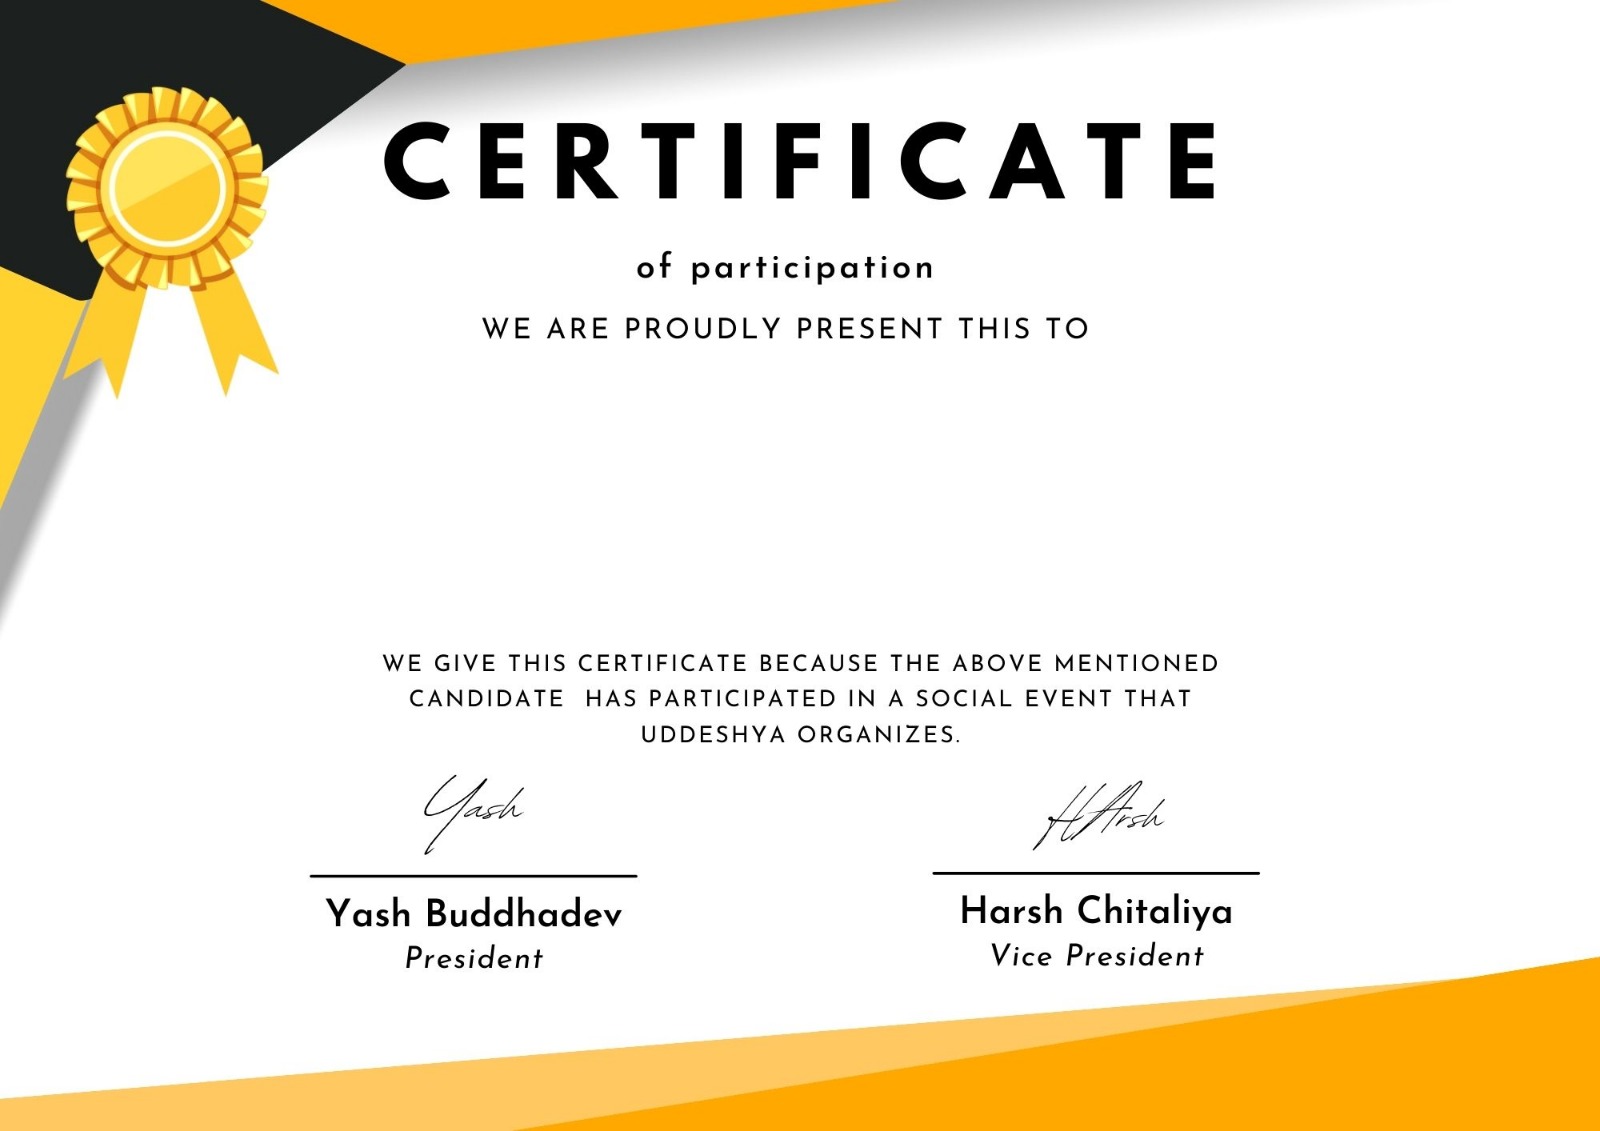 CERTIFICATE
of participation
WE ARE PROUDLY PRESENT THIS TO
WE GIVE THIS CERTIFICATE BECAUSE THE ABOVE MENTIONED
CANDIDATE  HAS PARTICIPATED IN A SOCIAL EVENT THAT
UDDESHYA ORGANIZES.
Yash
HArsh
Yash Buddhadev
Harsh Chitaliya
President
Vice President